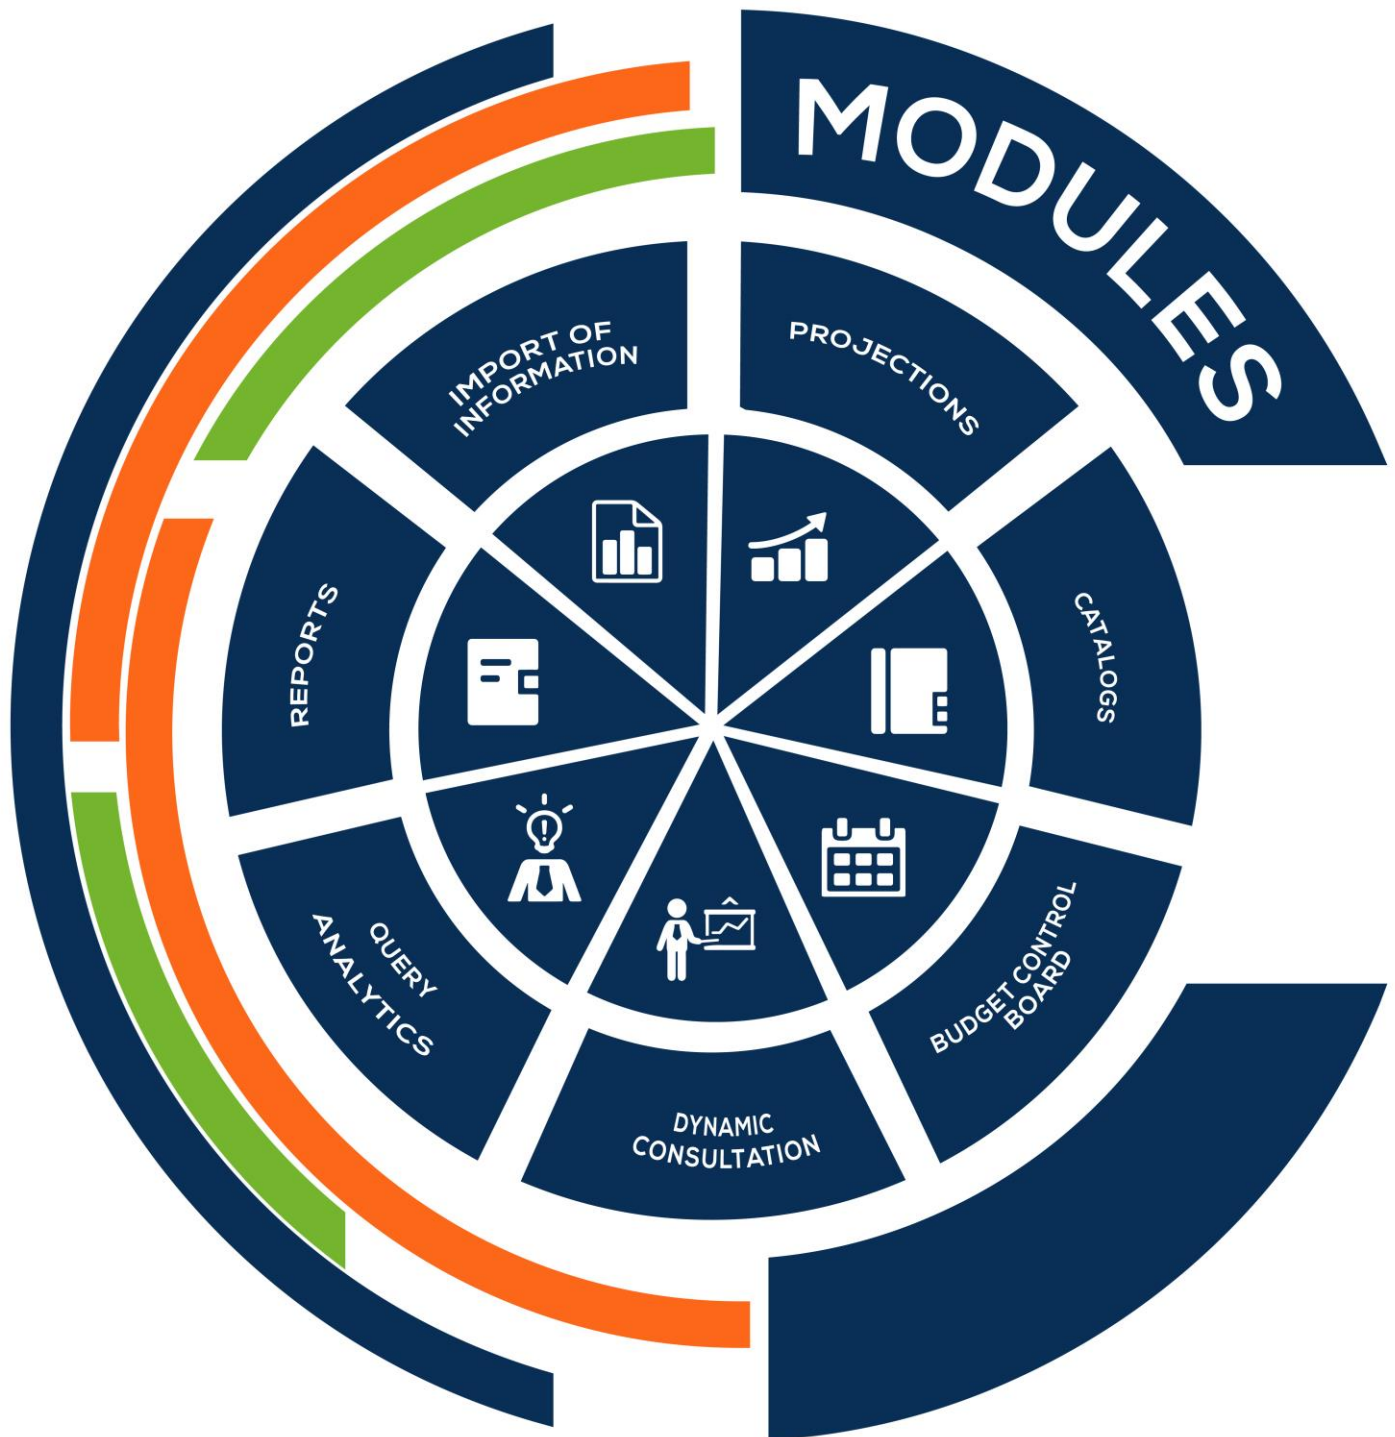 MODULES
PROJECTIONS
CATALOGS
BUDGET CONTROL
BOARD
DYNAMIC
CONSULTATION
QUERY
ANALYTICS
REPORTS
IMPORT OF
INFORMATION